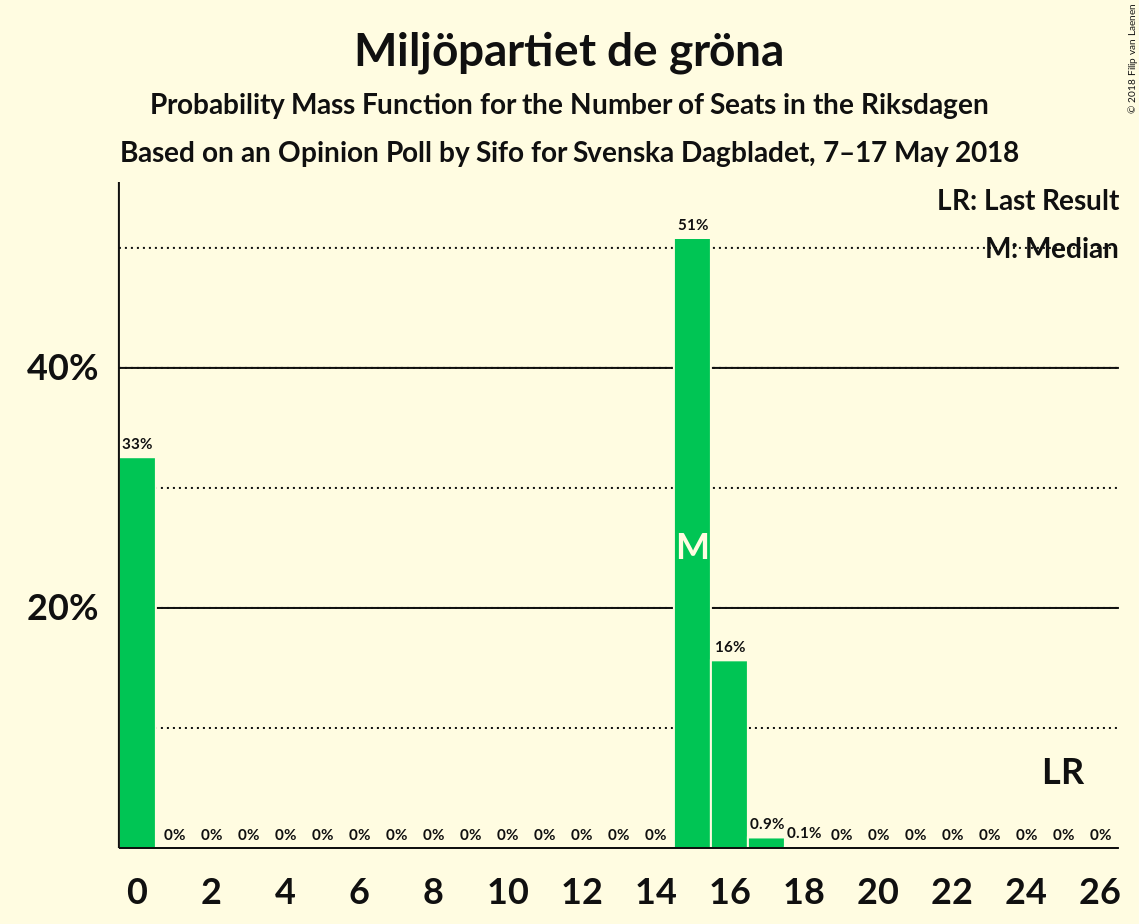 Miljöpartiet de gröna
Probability Mass Function for the Number of Seats in the Riksdagen
Based on an Opinion Poll by Sifo for Svenska Dagbladet, 7–17 May 2018
© 2018 Filip van Laenen
LR: Last Result
M: Median
51%
40%
33%
M
20%
16%
LR
0% 0% 0% 0% 0% 0% 0% 0% 0% 0% 0% 0% 0% 0% 0.9% 0.1% 0% 0% 0% 0% 0% 0% 0% 0%
0 2 4 6 8 10 12 14 16 18 20 22 24 26